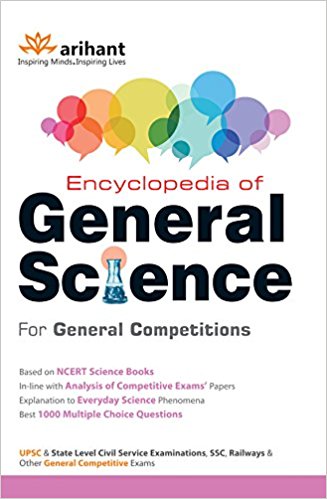 arihant
Inspiring Minds.Inspiring Lives
Encyclopedia of
General
Science
For General Competitions
Based on NCERT Science Books
In-line with Analysis of Competitive Exams' Papers
Explanation to Everyday Science Phenomena
Best 1000 Multiple Choice Questions
UPSC & State Level Civil Service Examinations, SSC, Railways &
Other General Competitive Exams